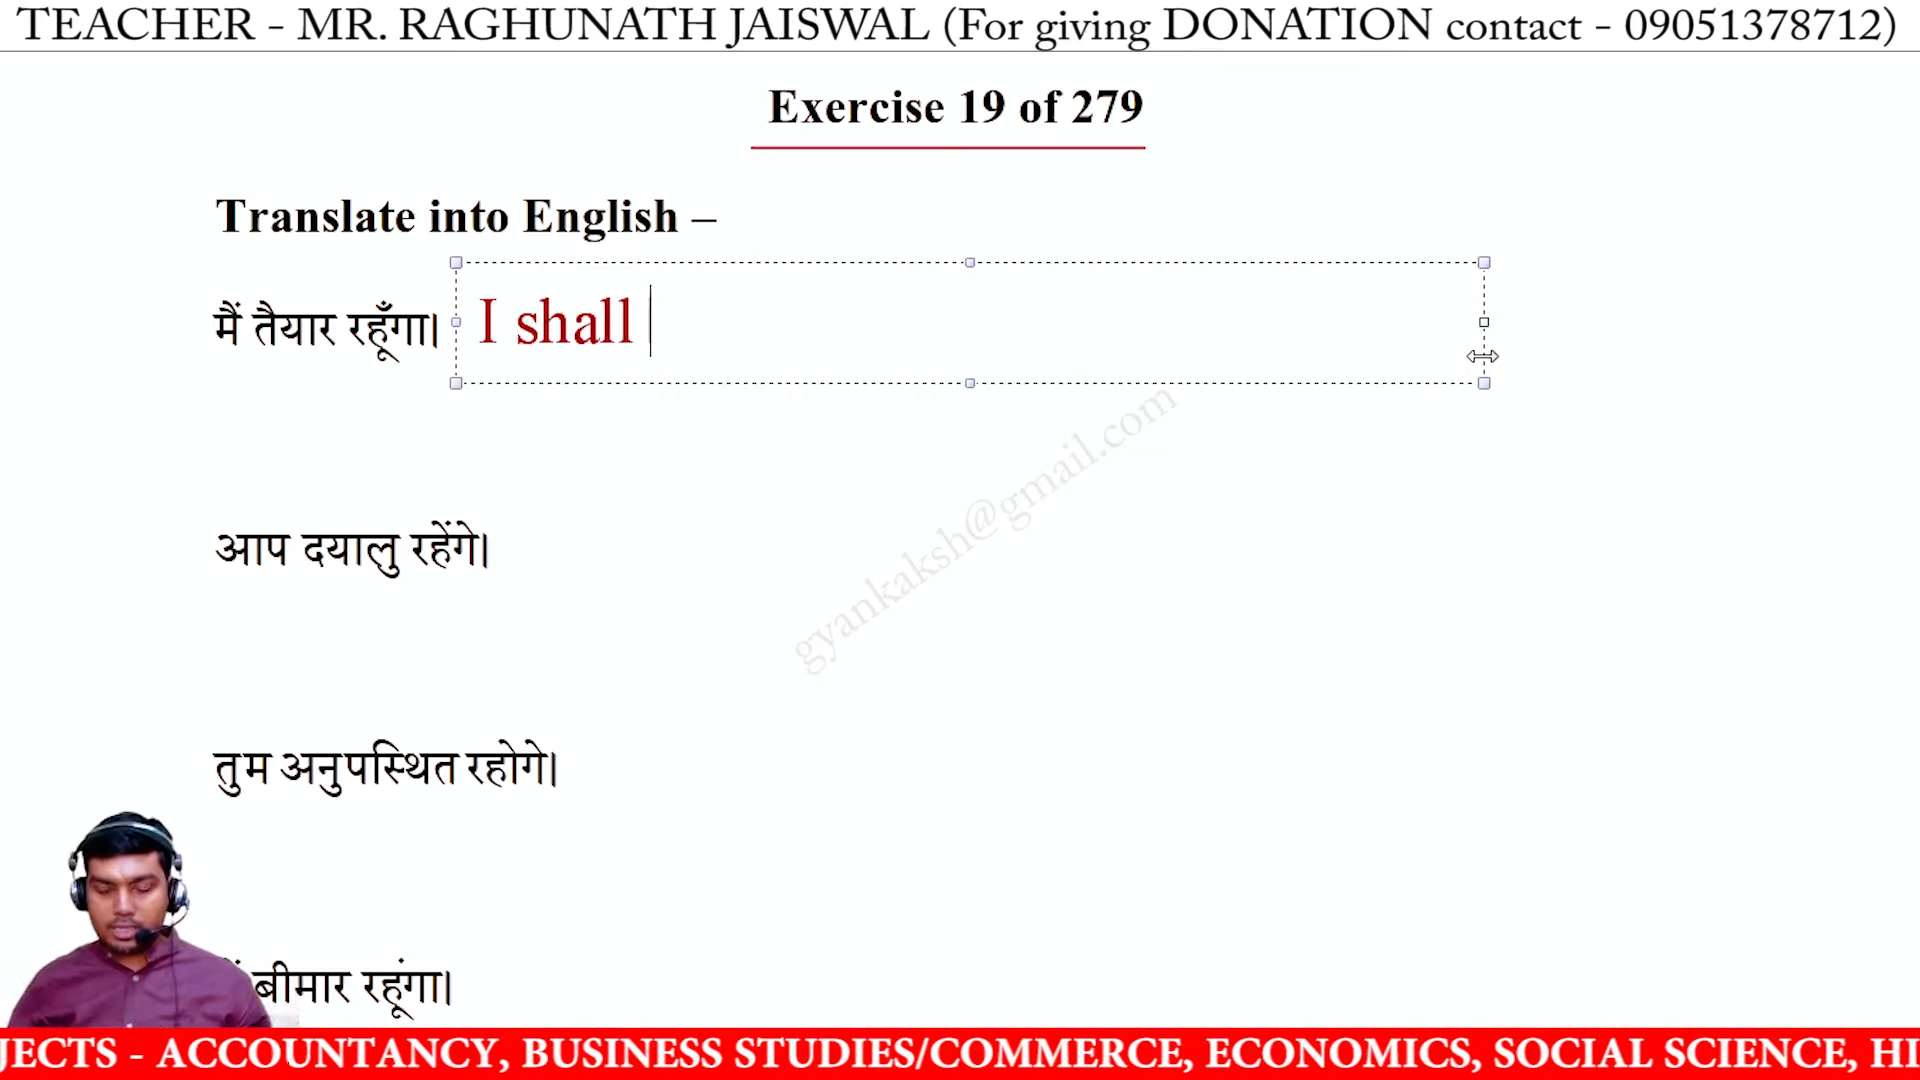 TEACHER - MR. RAGHUNATH JAISWAL (For giving DONATION contact - 09051378712)
Exercise 19 of 279
Translate into English –
मैं तैयार रहूँगा। I shall
gyankaksh@gmail.com
आप दयालु रहेंगे।
तुम अनुपस्थित रहोगे।
बीमार रहूंगा।
JECTS - ACCOUNTANCY, BUSINESS STUDIES/COMMERCE, ECONOMICS, SOCIAL SCIENCE, HI